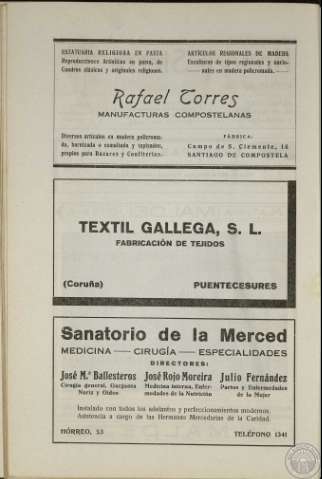 ESTATUARIA RELIGIOSA EN PASTA
Reproducciones Artísticas en pasta, de
Cuadros clásicos y originales religiosos.
ARTÍCULOS REGIONALES DE MADERA
Esculturas de tipos regionales y nacio-
nales en madera policromada.
Rafael Torres
MANUFACTURAS COMPOSTELANAS
Diversos artículos en madera policroma-
da, barnizada o esmaltada y tapizados,
propios para Bazares y Confiterías.
FÁBRICA:
Campo de S. Clemente, 14
SANTIAGO DE COMPOSTELA
TEXTIL GALLEGA, S. L.
FABRICACIÓN DE TEJIDOS
(Coruña) PUENTECESURES
Sanatorio de la Merced
MEDICINA — CIRUGÍA — ESPECIALIDADES
DIRECTORES:
José M.ª Ballesteros
Cirugía general, Garganta
Nariz y Oídos
José Rojo Moreira
Medicina interna, Enfer-
medades de la Nutrición
Julio Fernández
Partos y Enfermedades
de la Mujer
Instalado con todos los adelantos y perfeccionamientos modernos
Asistencia a cargo de las Hermanas Mercedarias de la Caridad.
HÓRREO, 53 TELÉFONO 1341